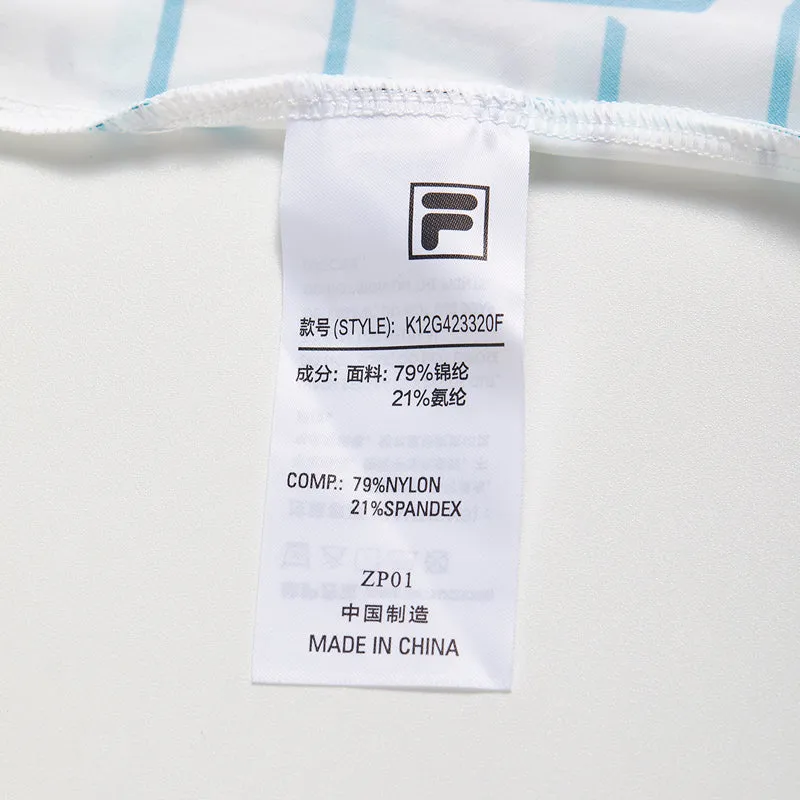 F
款号(STYLE): K12G423320F
成分: 面料: 79%锦纶
21%氨纶
COMP.: 79%NYLON
21%SPANDEX
ZP01
中国制造
MADE IN CHINA